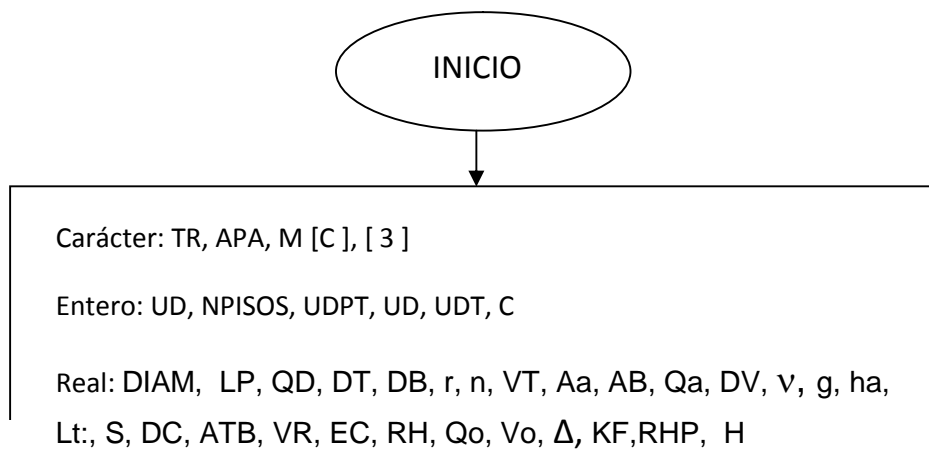 INICIO
Carácter: TR, APA, M [C ], [ 3 ]
Entero: UD, NPISOS, UDPT, UD, UDT, C
Real: DIAM, LP, QD, DT, DB, r, n, VT, Aa, AB, Qa, DV, ν, g, ha,
Lt:, S, DC, ATB, VR, EC, RH, Qo, Vo, Δ, KF,RHP, H